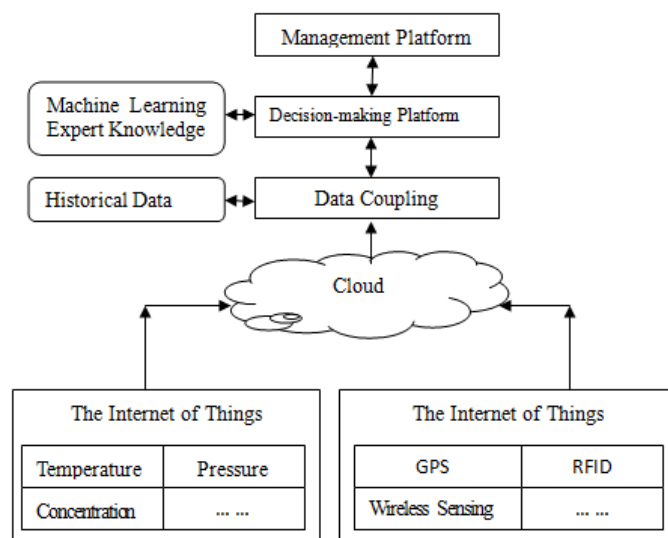 Management Platform
Machine Learning
Expert Knowledge
Decision-making Platform
Historical Data
Data Coupling
Cloud
The Internet of Things
Temperature
Pressure
Concentration
... ...
The Internet of Things
GPS
RFID
Wireless Sensing
... ...